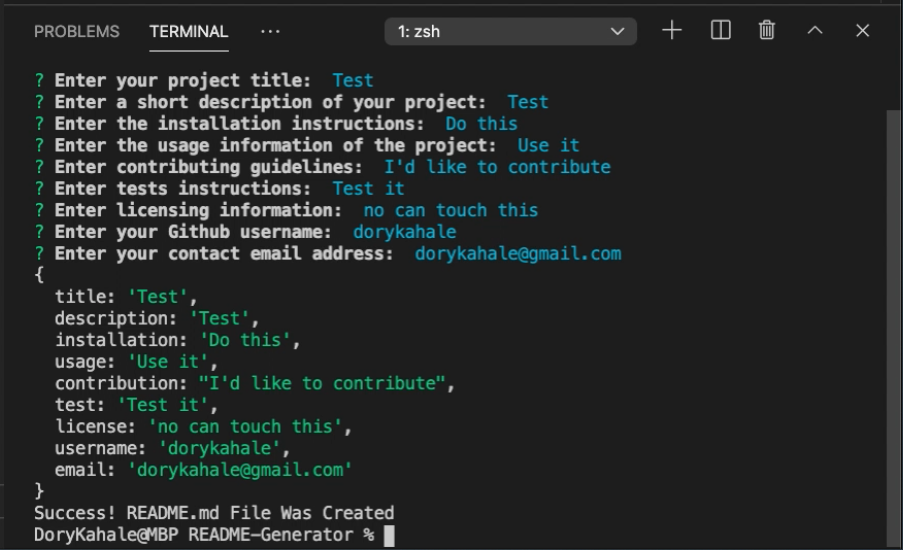 PROBLEMS TERMINAL ··· 1: zsh
? Enter your project title: Test
? Enter a short description of your project: Test
? Enter the installation instructions: Do this
? Enter the usage information of the project: Use it
? Enter contributing guidelines: I'd like to contribute
? Enter tests instructions: Test it
? Enter licensing information: no can touch this
? Enter your Github username: dorykahale
? Enter your contact email address: dorykahale@gmail.com
{
  title: 'Test',
  description: 'Test',
  installation: 'Do this',
  usage: 'Use it',
  contribution: "I'd like to contribute",
  test: 'Test it',
  license: 'no can touch this',
  username: 'dorykahale',
  email: 'dorykahale@gmail.com'
}
Success! README.md File Was Created
DoryKahale@MBP README-Generator %